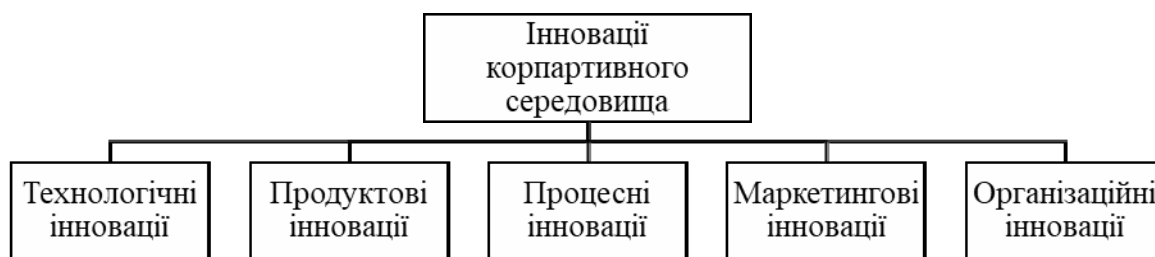 Інновації
корпартивного
середовища
Технологічні
інновації
Продуктові
інновації
Процесні
інновації
Маркетингові
інновації
Організаційні
інновації